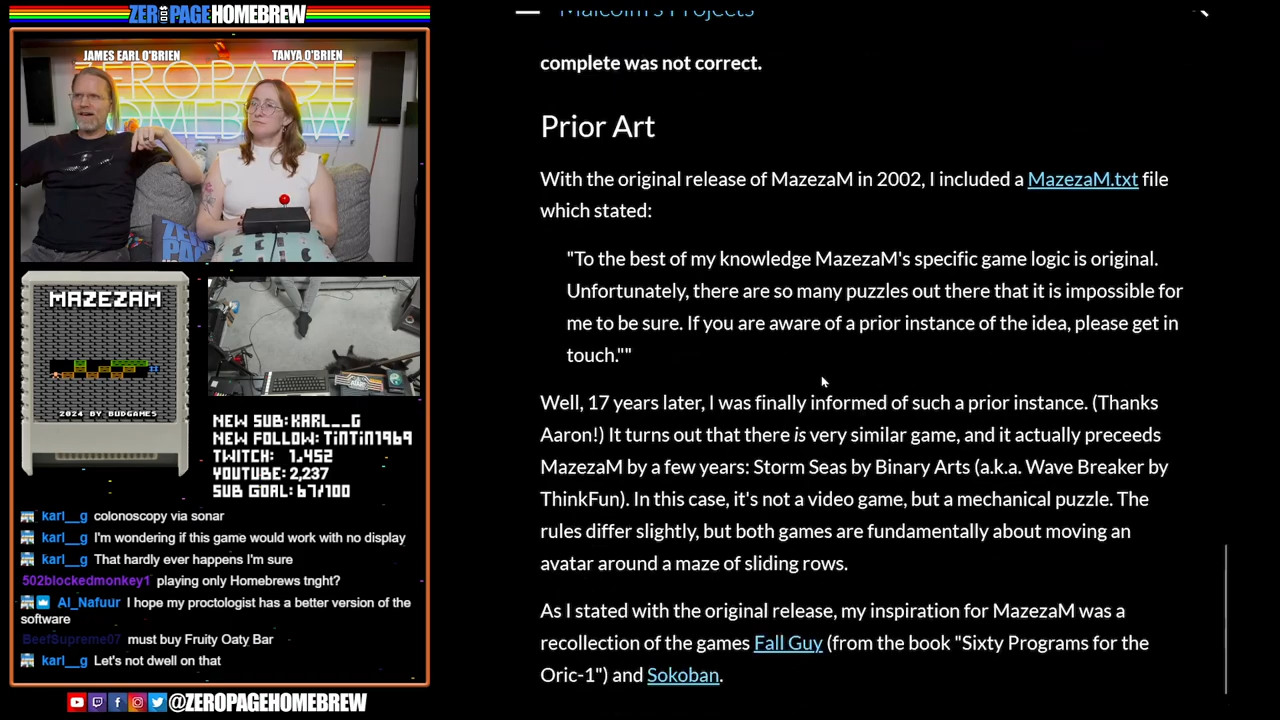 ZEROPAGE HOMEBREW
JAMES EARL O'BRIEN
TANYA O'BRIEN
ZEROPAGE
HOMEBREW
MAZEZAM
2024 BY BUDGAMES
NEW SUB: KARL__G
NEW FOLLOW: TINTIN1969
TWITCH: 1,452
YOUTUBE: 2,237
SUB GOAL: 67/100
karl__g colonoscopy via sonar
karl__g I'm wondering if this game would work with no display
karl__g That hardly ever happens I'm sure
502blockedmonkey1 playing only Homebrews tnght?
Al_Nafuur I hope my proctologist has a better version of the
software
BeefSupreme07 must buy Fruity Oaty Bar
karl__g Let's not dwell on that
@ZEROPAGEHOMEBREW
Malcolm's Projects
complete was not correct.
Prior Art
With the original release of MazezaM in 2002, I included a MazezaM.txt file
which stated:
"To the best of my knowledge MazezaM's specific game logic is original.
Unfortunately, there are so many puzzles out there that it is impossible for
me to be sure. If you are aware of a prior instance of the idea, please get in
touch.""
Well, 17 years later, I was finally informed of such a prior instance. (Thanks
Aaron!) It turns out that there is very similar game, and it actually preceeds
MazezaM by a few years: Storm Seas by Binary Arts (a.k.a. Wave Breaker by
ThinkFun). In this case, it's not a video game, but a mechanical puzzle. The
rules differ slightly, but both games are fundamentally about moving an
avatar around a maze of sliding rows.
As I stated with the original release, my inspiration for MazezaM was a
recollection of the games Fall Guy (from the book "Sixty Programs for the
Oric-1") and Sokoban.